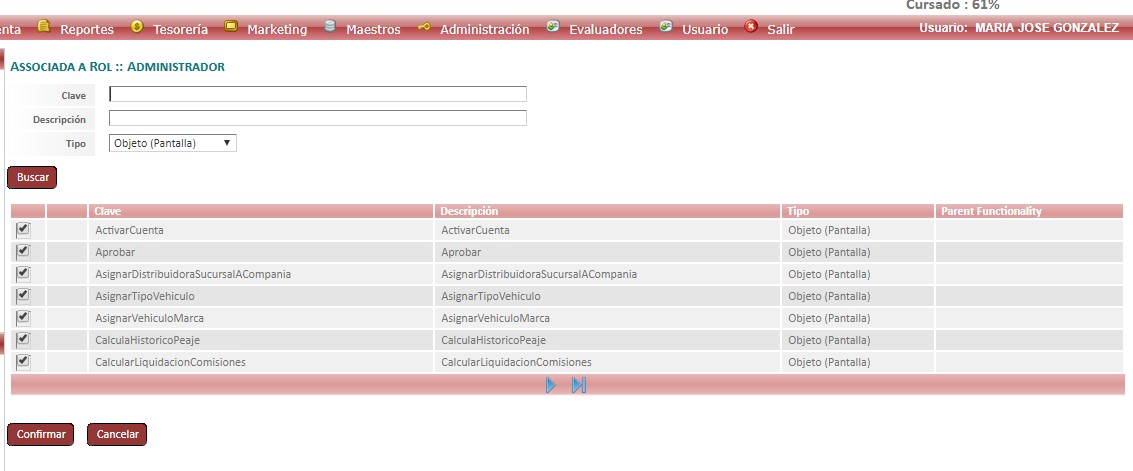 Cursado : 61%
nta Reportes Tesorería Marketing Maestros Administración Evaluadores Usuario Salir Usuario: MARIA JOSE GONZALEZ
ASSOCIADA A ROL :: ADMINISTRADOR
Clave
Descripción
Tipo Objeto (Pantalla)
Buscar
Clave Descripción Tipo Parent Functionality
ActivarCuenta ActivarCuenta Objeto (Pantalla)
Aprobar Aprobar Objeto (Pantalla)
AsignarDistribuidoraSucursalACompania AsignarDistribuidoraSucursalACompania Objeto (Pantalla)
AsignarTipoVehiculo AsignarTipoVehiculo Objeto (Pantalla)
AsignarVehiculoMarca AsignarVehiculoMarca Objeto (Pantalla)
CalculaHistoricoPeaje CalculaHistoricoPeaje Objeto (Pantalla)
CalcularLiquidacionComisiones CalcularLiquidacionComisiones Objeto (Pantalla)
Confirmar Cancelar